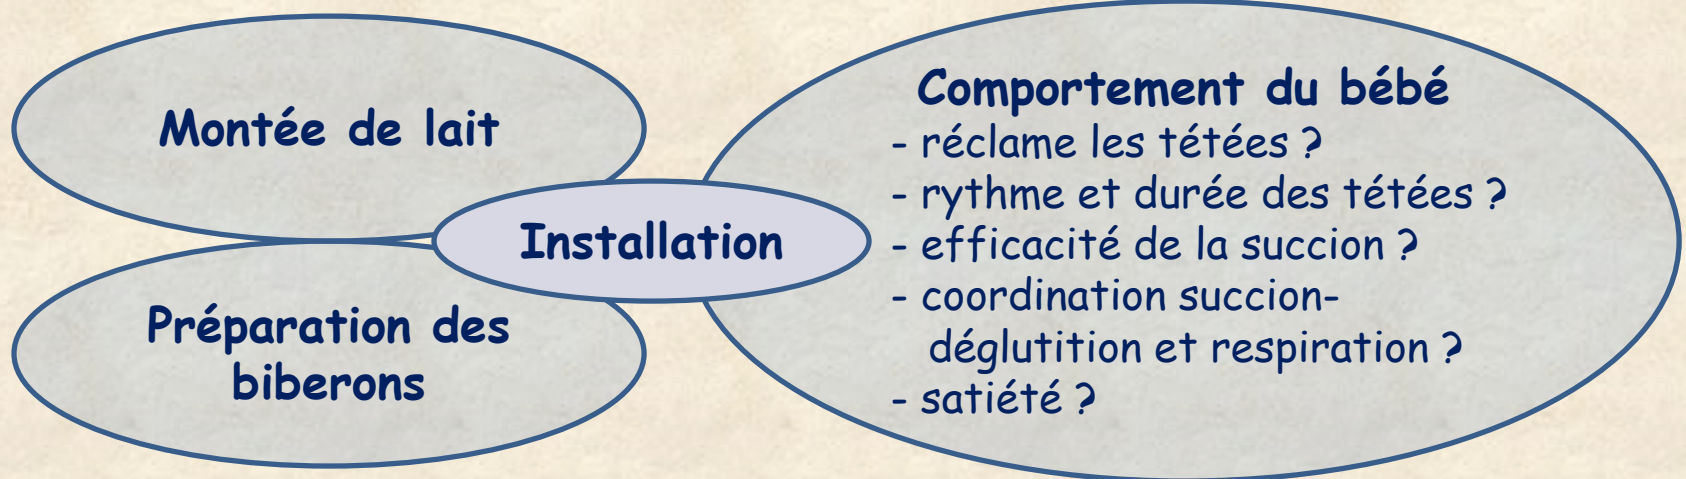 Montée de lait
Préparation des
biberons
Installation
Comportement du bébé
- réclame les tétées ?
- rythme et durée des tétées ?
- efficacité de la succion ?
- coordination succion-
déglutition et respiration ?
- satiété ?